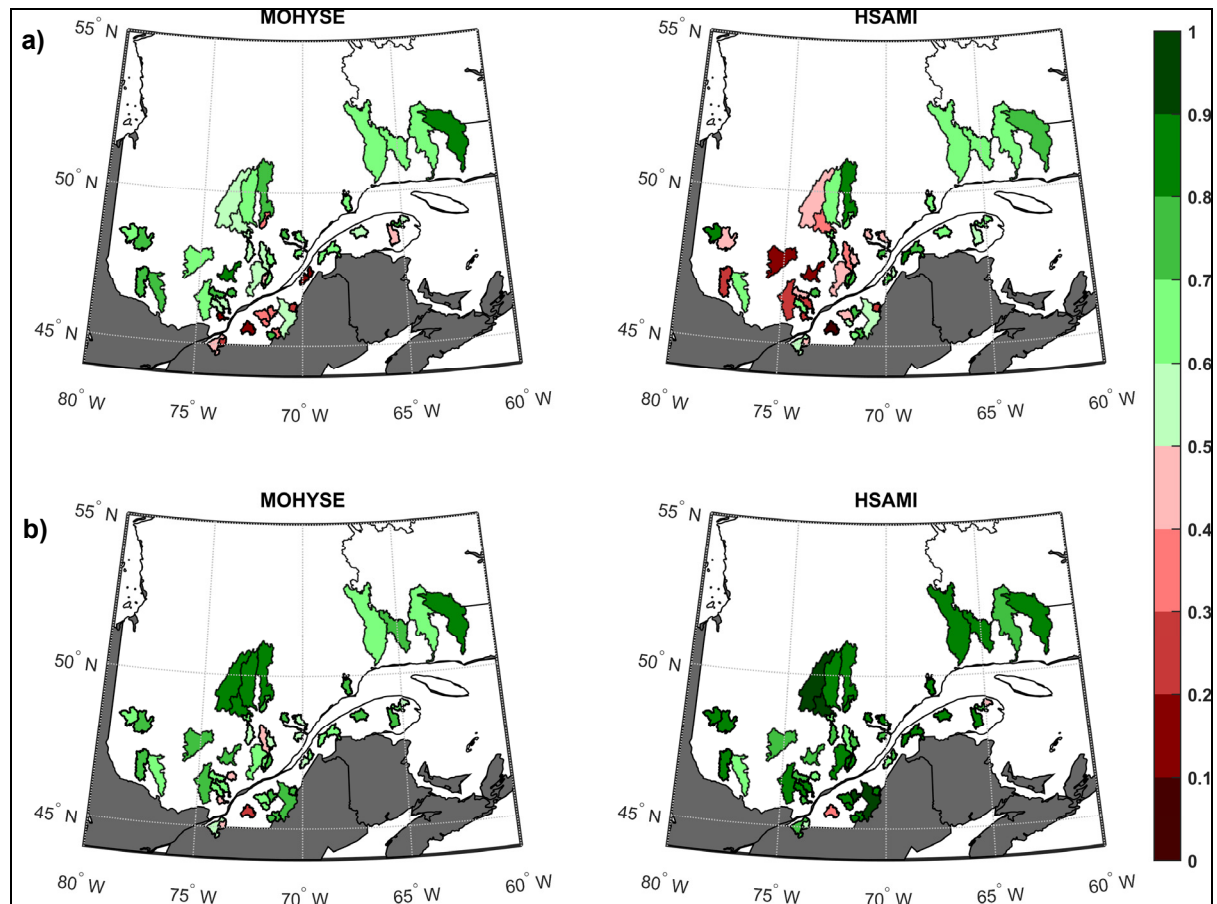 MOHYSE
HSAMI
a)
55° N
50° N
45° N
80° W
75° W
70° W
65° W
60° W
55° N
50° N
45° N
80° W
75° W
70° W
65° W
60° W
1
0.9
0.8
0.7
0.6
0.5
0.4
0.3
0.2
0.1
0
MOHYSE
HSAMI
b)
55° N
50° N
45° N
80° W
75° W
70° W
65° W
60° W
55° N
50° N
45° N
80° W
75° W
70° W
65° W
60° W